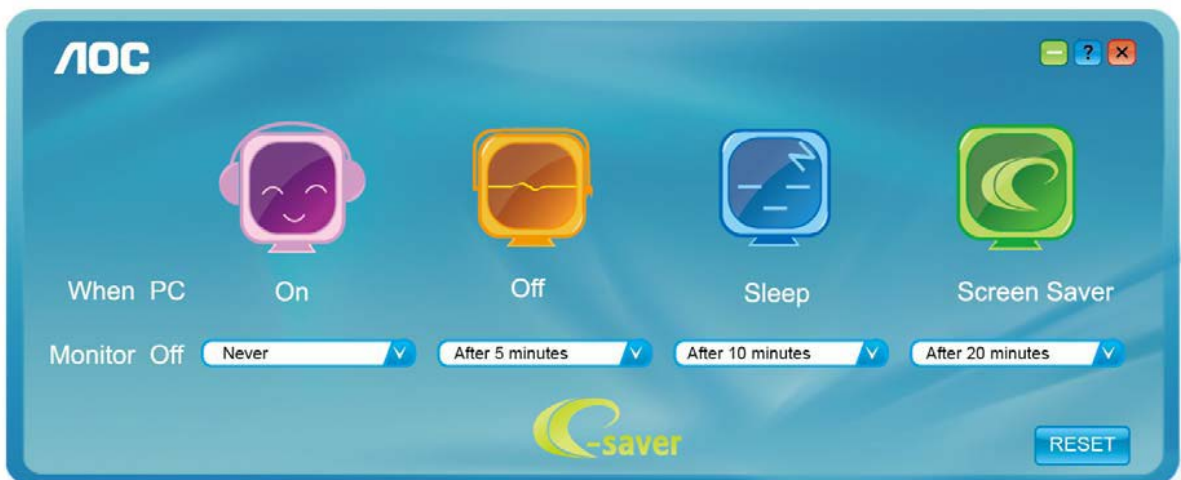 AOC
?
When PC On Off Sleep Screen Saver
Monitor Off Never After 5 minutes After 10 minutes After 20 minutes
e-saver
RESET